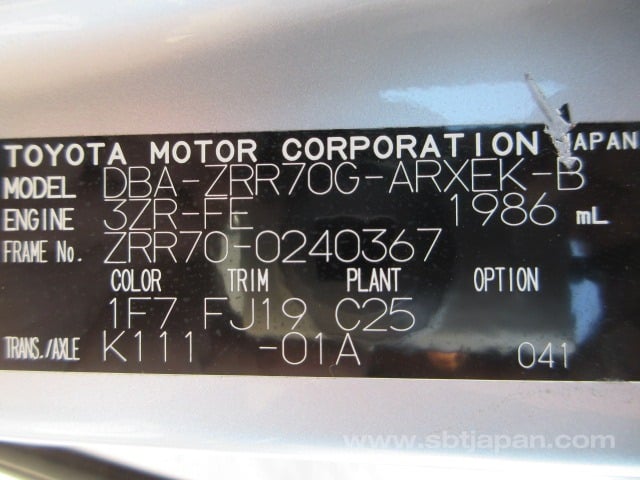 TOYOTA MOTOR CORPORATION JAPAN
MODEL DBA-ZRR70G-ARXEK-B
ENGINE 3ZR-FE 1986 mL
FRAME No. ZRR70-0240367
COLOR TRIM PLANT OPTION
1F7 FJ19 C25
TRANS./AXLE K111 -01A 041
www.sbtjapan.com